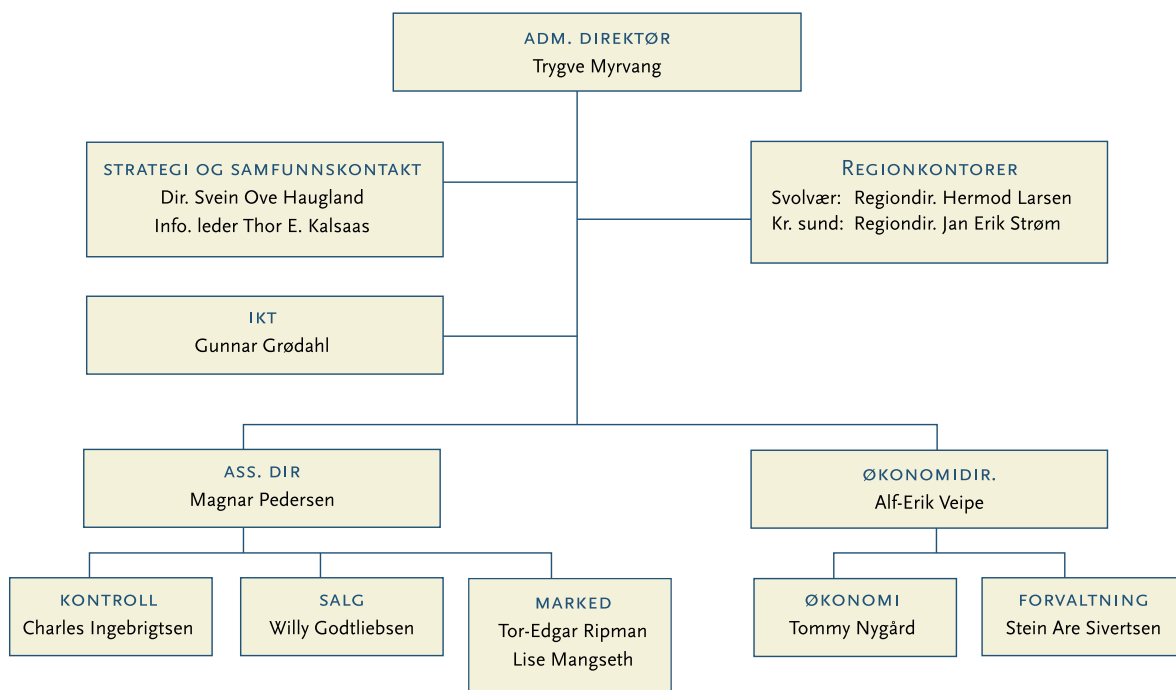 ADM. DIREKTØR
Trygve Myrvang
STRATEGI OG SAMFUNNSKONTAKT
Dir. Svein Ove Haugland
Info. leder Thor E. Kalsaas
REGIONKONTORER
Svolvær: Regiondir. Hermod Larsen
Kr. sund: Regiondir. Jan Erik Strøm
IKT
Gunnar Grødahl
ASS. DIR
Magnar Pedersen
ØKONOMIDIR.
Alf-Erik Veipe
KONTROLL
Charles Ingebrigtsen
SALG
Willy Godtliebsen
MARKED
Tor-Edgar Ripman
Lise Mangseth
ØKONOMI
Tommy Nygård
FORVALTNING
Stein Are Sivertsen